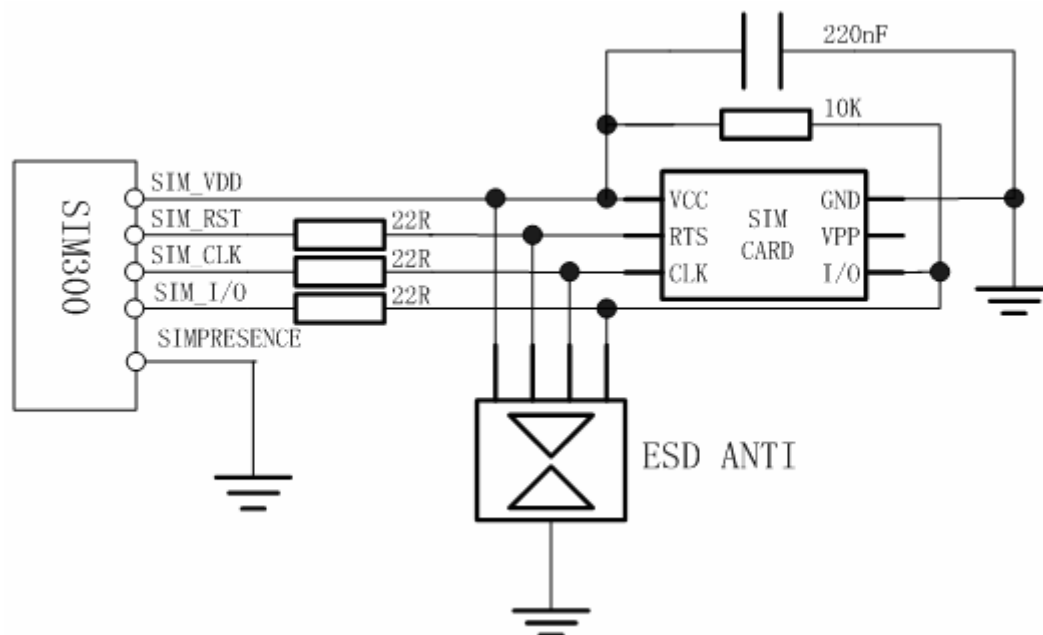 220nF
10K
SIM300
SIM_VDD
SIM_RST
22R
SIM_CLK
22R
SIM_I/O
22R
SIMPRESENCE
VCC
RTS
CLK
SIM
CARD
GND
VPP
I/O
ESD ANTI